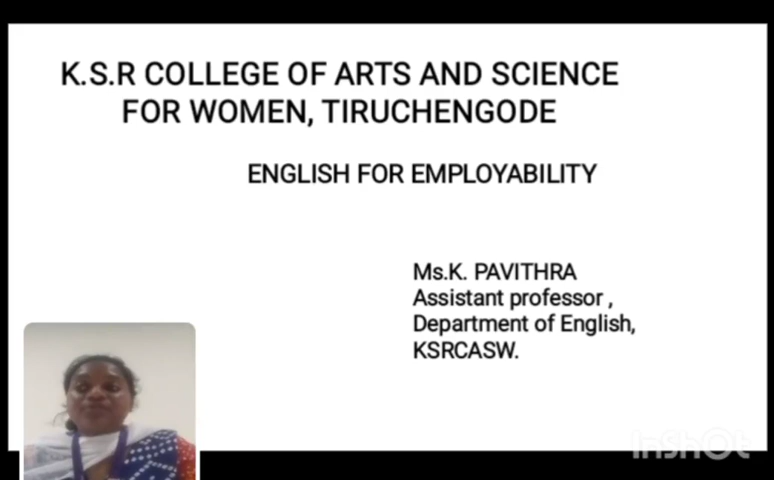 K.S.R COLLEGE OF ARTS AND SCIENCE
FOR WOMEN, TIRUCHENGODE
ENGLISH FOR EMPLOYABILITY
Ms.K. PAVITHRA
Assistant professor ,
Department of English,
KSRCASW.
InShOt